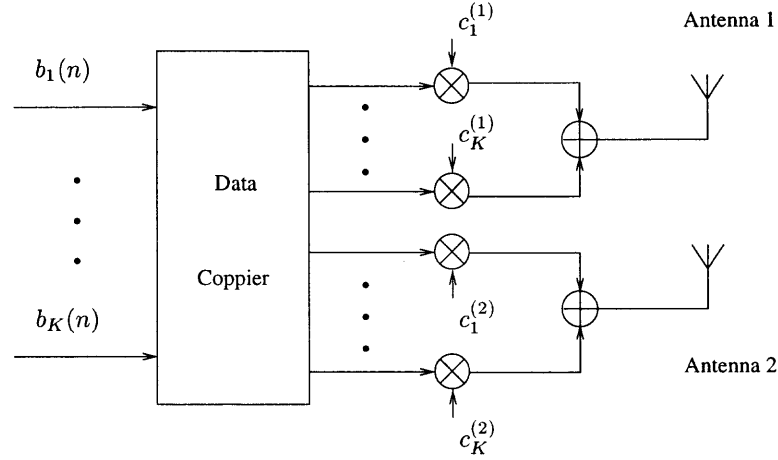 c_1^{(1)}
Antenna 1
b_1(n)
c_K^{(1)}
Data
Coppier
b_K(n)
c_1^{(2)}
Antenna 2
c_K^{(2)}